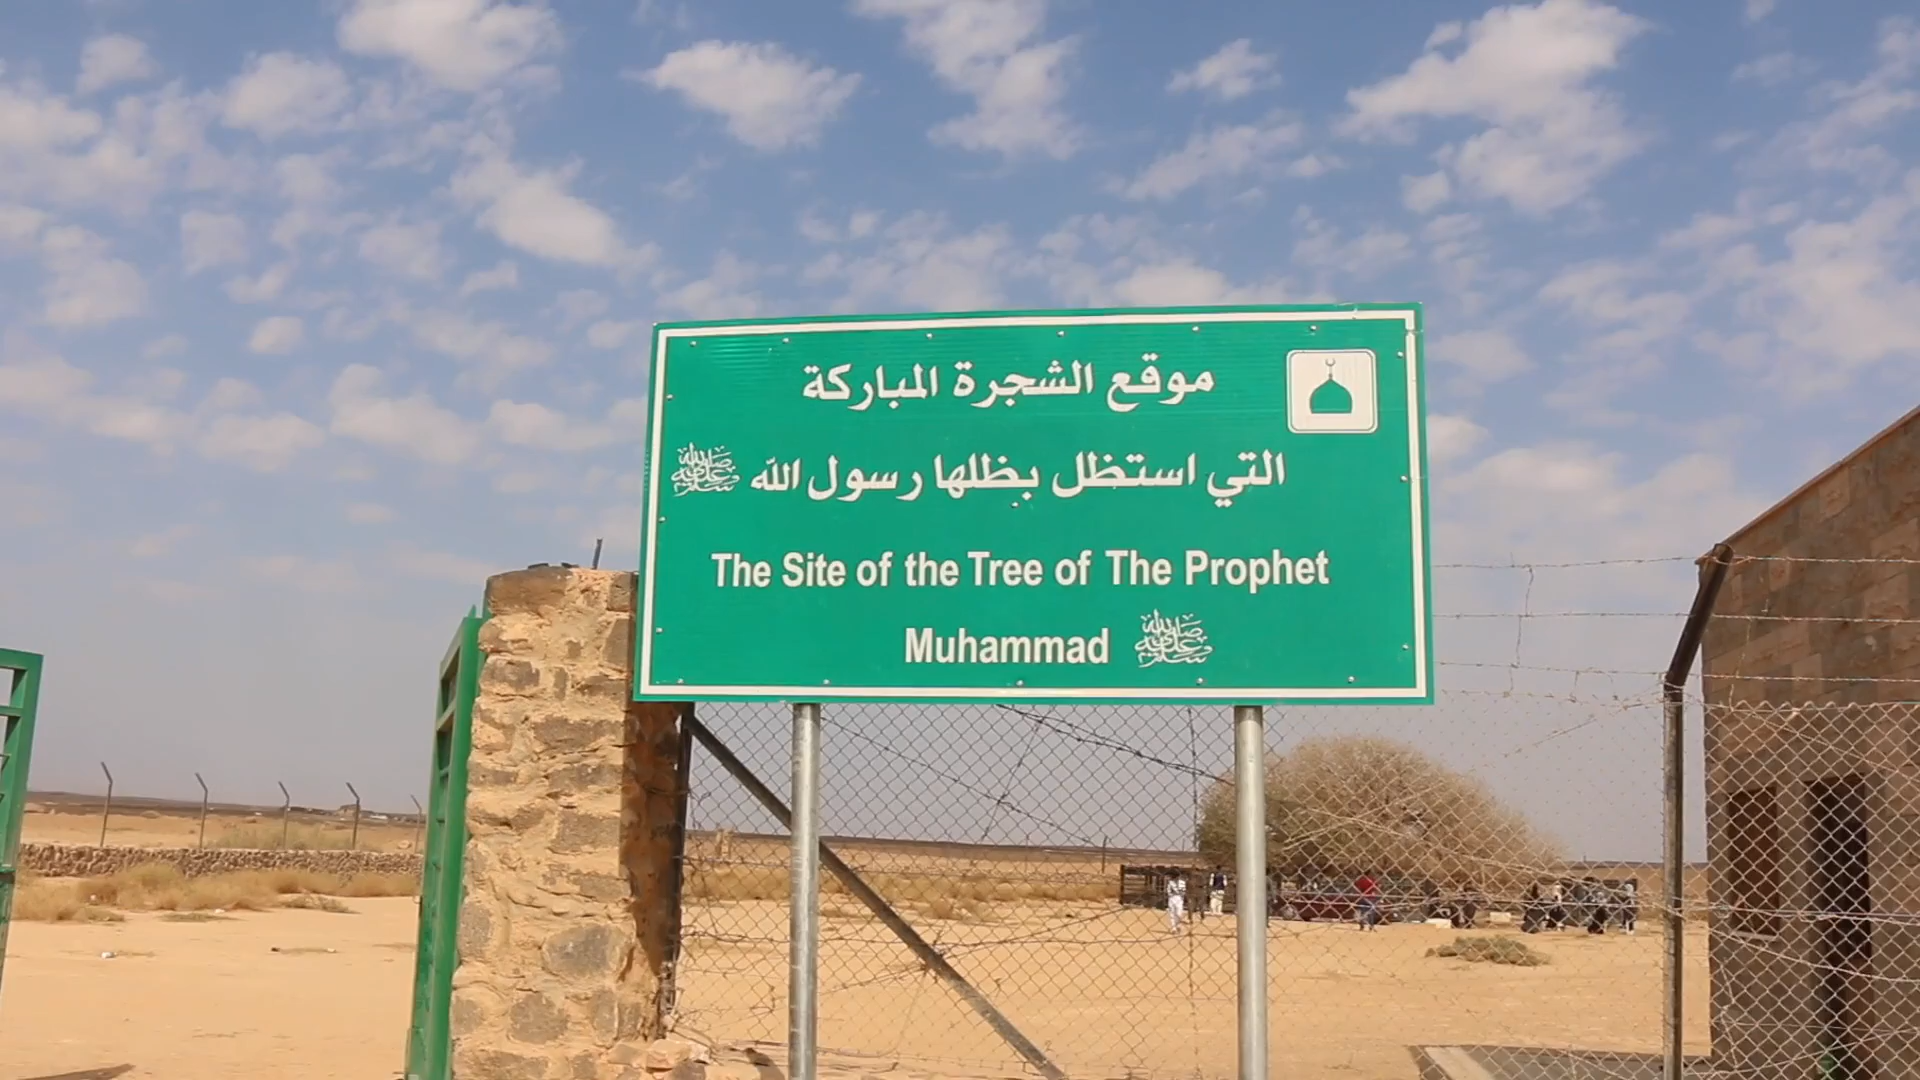 موقع الشجرة المباركة
التي استظل بظلها رسول الله ﷺ
The Site of the Tree of The Prophet
Muhammad ﷺ